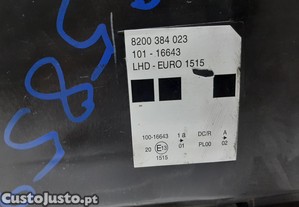 8200 384 023
101 - 16643
LHD - EURO 1515
100-16643 1 a DC/R A
01 02
20 E13 PL00
1515
CustoJusto.pt